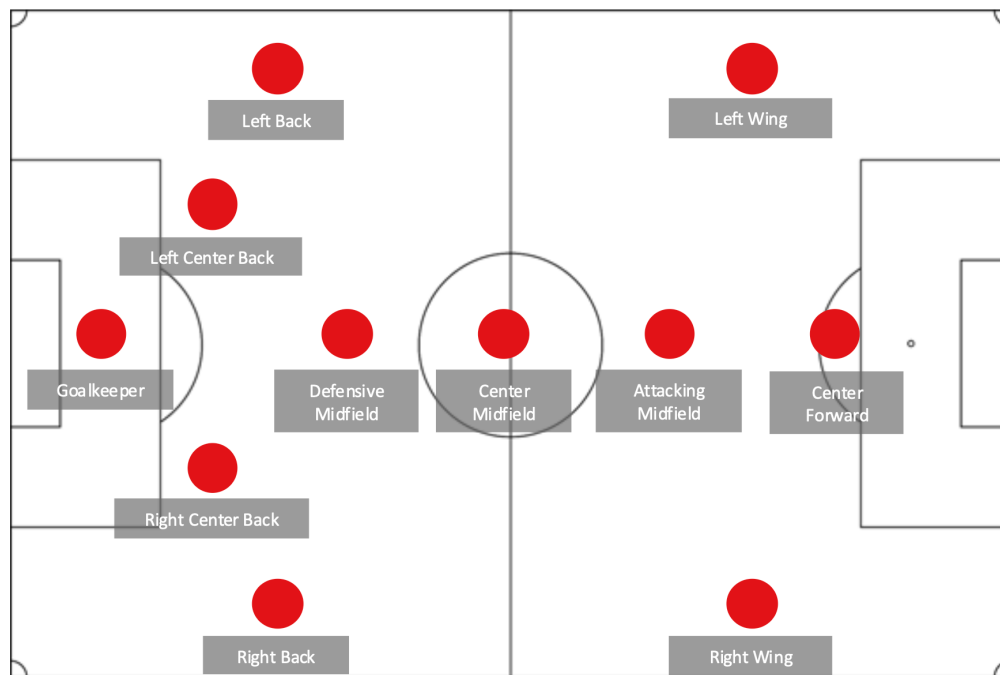 Left Back
Left Wing
Left Center Back
Goalkeeper
Defensive
Midfield
Center
Midfield
Attacking
Midfield
Center
Forward
Right Center Back
Right Back
Right Wing